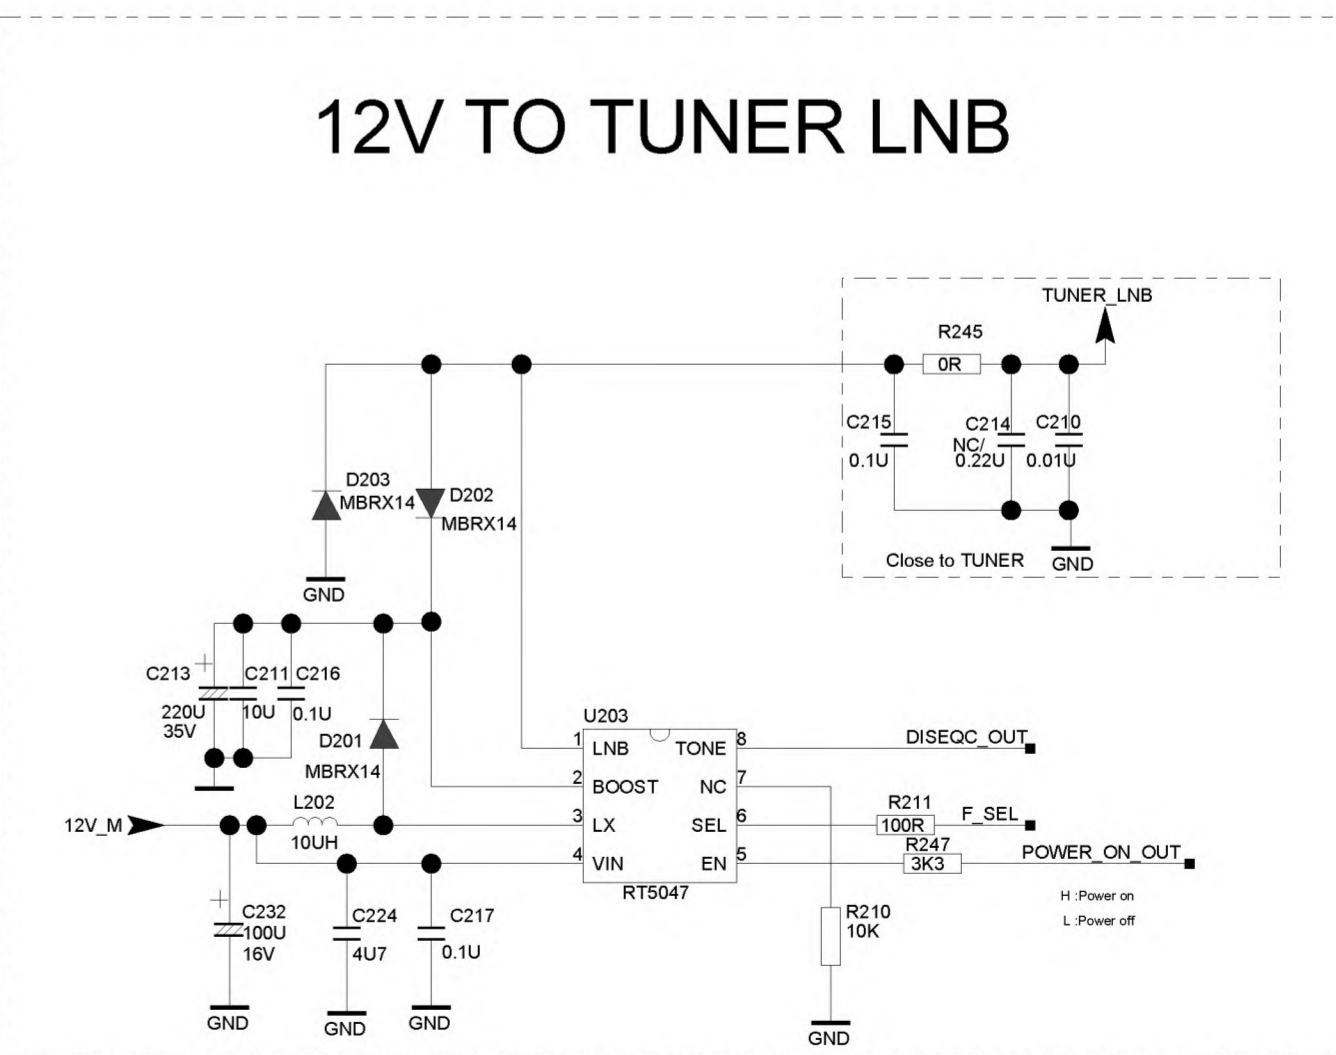 12V TO TUNER LNB
TUNER_LNB
R245
0R
C215
0.1U
C214
NC/
0.22U
C210
0.01U
Close to TUNER
GND
D203
MBRX14
D202
MBRX14
GND
C213
220U
35V
C211
10U
C216
0.1U
D201
MBRX14
12V_M
L202
10UH
U203
1 LNB TONE 8
2 BOOST NC 7
3 LX SEL 6
4 VIN EN 5
RT5047
DISEQC_OUT
R211
100R
F_SEL
R247
3K3
POWER_ON_OUT
H :Power on
L :Power off
C232
100U
16V
GND
C224
4U7
GND
C217
0.1U
GND
R210
10K
GND